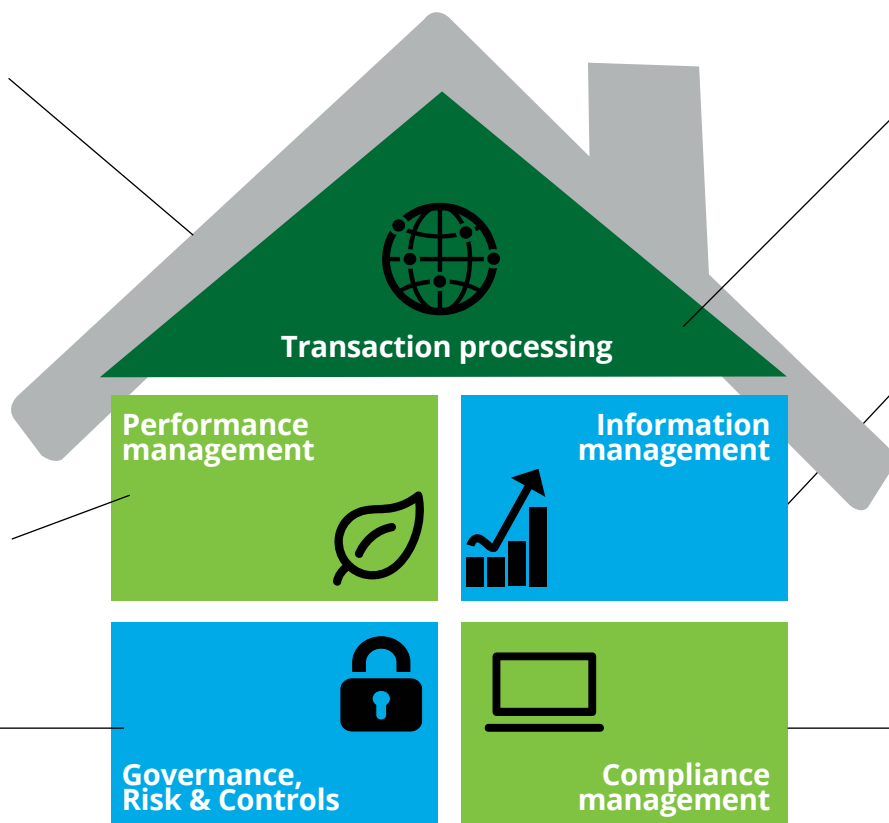 Transaction processing
Performance
management
Information
management
Governance,
Risk & Controls
Compliance
management